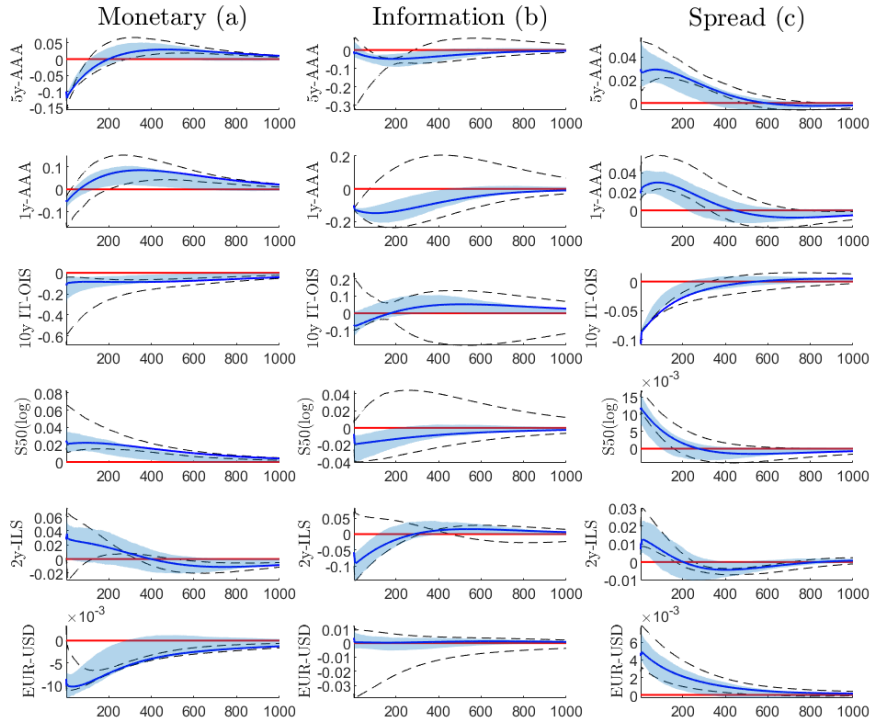 Monetary (a)
Information (b)
Spread (c)
5y-AAA
0.05
0
-0.05
-0.1
-0.15
200 400 600 800 1000
5y-AAA
0
-0.1
-0.2
-0.3
200 400 600 800 1000
5y-AAA
0.04
0.02
0
200 400 600 800 1000
1y-AAA
0.1
0
-0.1
200 400 600 800 1000
1y-AAA
0.2
0
-0.2
200 400 600 800 1000
1y-AAA
0.04
0.02
0
200 400 600 800 1000
10y IT-OIS
0
-0.2
-0.4
-0.6
200 400 600 800 1000
10y IT-OIS
0.2
0.1
0
-0.1
200 400 600 800 1000
10y IT-OIS
0
-0.05
-0.1
200 400 600 800 1000
S50(log)
0.08
0.06
0.04
0.02
0
200 400 600 800 1000
S50(log)
0.04
0.02
0
-0.02
-0.04
200 400 600 800 1000
S50(log)
×10⁻³
15
10
5
0
200 400 600 800 1000
2y-ILS
0.06
0.04
0.02
0
-0.02
200 400 600 800 1000
2y-ILS
0.05
0
-0.05
-0.1
200 400 600 800 1000
2y-ILS
0.03
0.02
0.01
0
-0.01
200 400 600 800 1000
EUR-USD
×10⁻³
0
-5
-10
200 400 600 800 1000
EUR-USD
0.01
0
-0.01
-0.02
-0.03
200 400 600 800 1000
EUR-USD
×10⁻³
6
4
2
0
200 400 600 800 1000